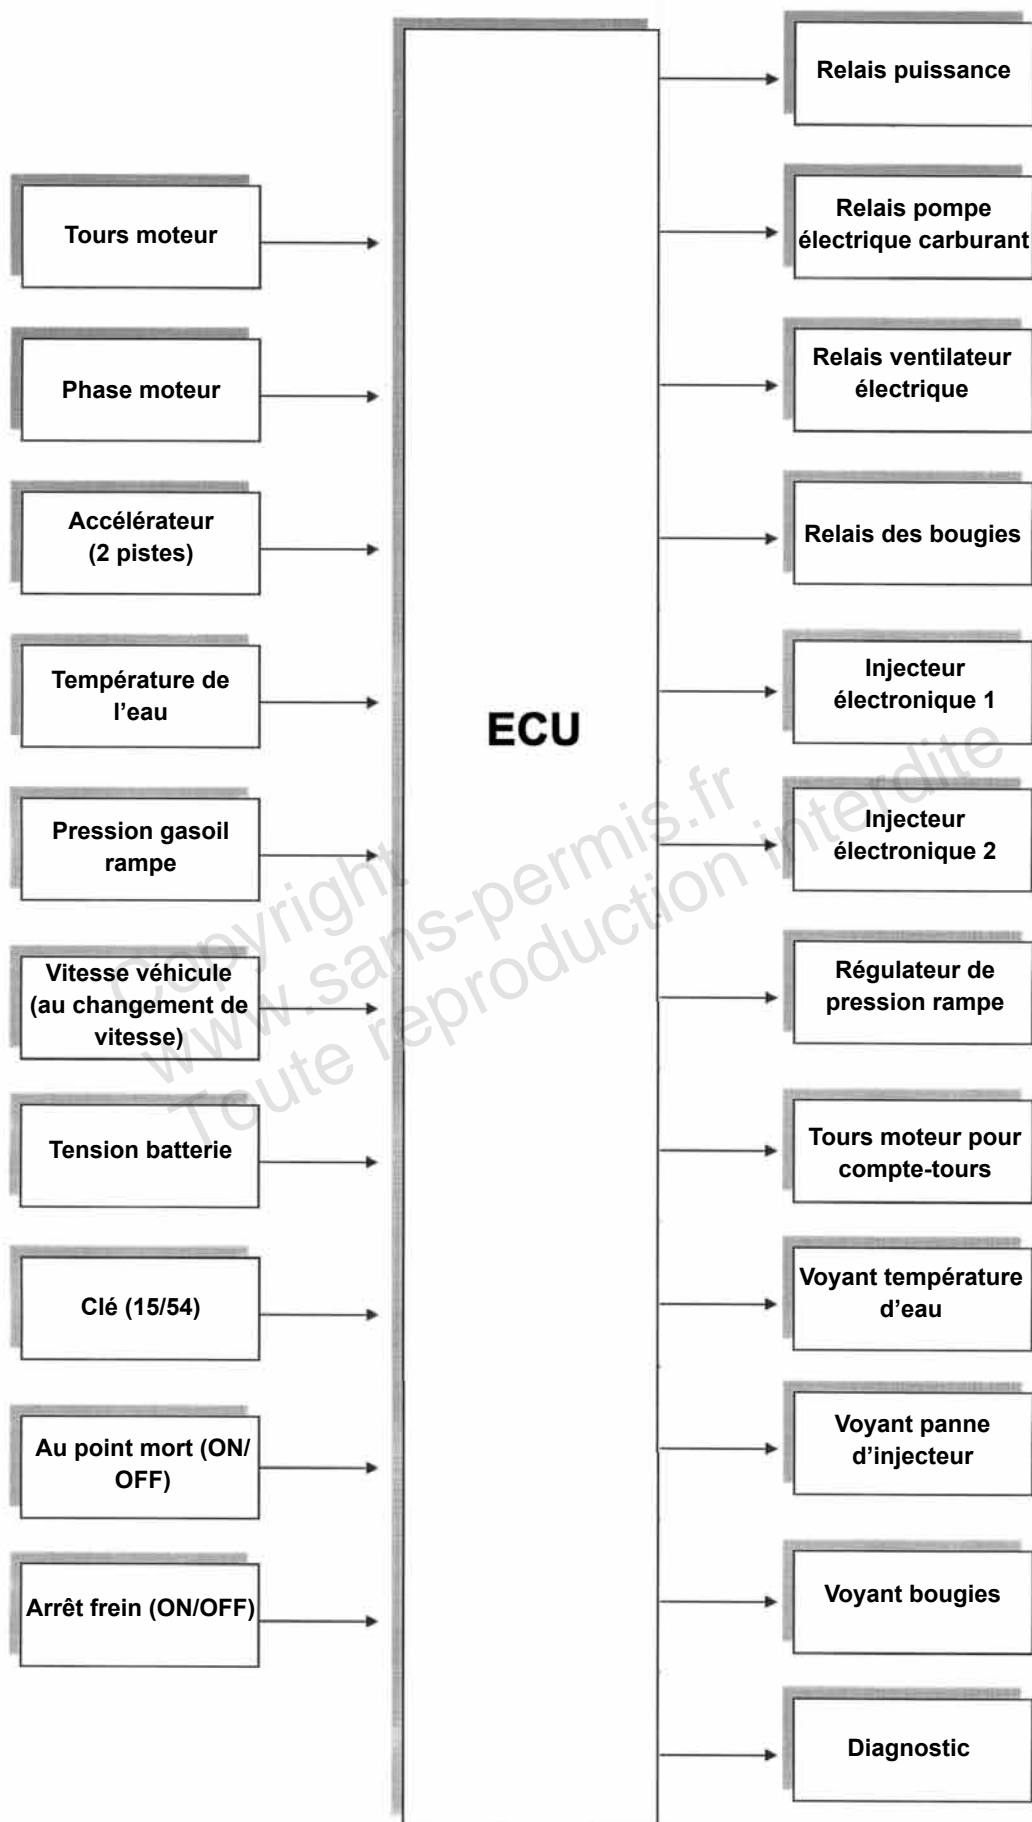 Tours moteur
Phase moteur
Accélérateur
(2 pistes)
Température de
l'eau
Pression gasoil
rampe
Vitesse véhicule
(au changement de
vitesse)
Tension batterie
Clé (15/54)
Au point mort (ON/
OFF)
Arrêt frein (ON/OFF)
ECU
Relais puissance
Relais pompe
électrique carburant
Relais ventilateur
électrique
Relais des bougies
Injecteur
électronique 1
Injecteur
électronique 2
Régulateur de
pression rampe
Tours moteur pour
compte-tours
Voyant température
d'eau
Voyant panne
d'injecteur
Voyant bougies
Diagnostic
Copyright
www.sans-permis.fr
Toute reproduction interdite